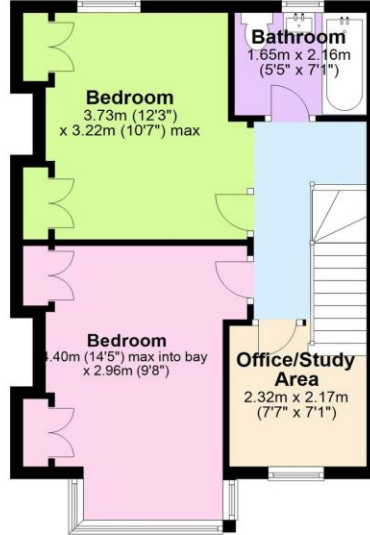 Bathroom
1.65m x 2.16m
(5'5" x 7'1")
Bedroom
3.73m (12'3")
x 3.22m (10'7") max
Bedroom
4.40m (14'5") max into bay
x 2.96m (9'8")
Office/Study
Area
2.32m x 2.17m
(7'7" x 7'1")